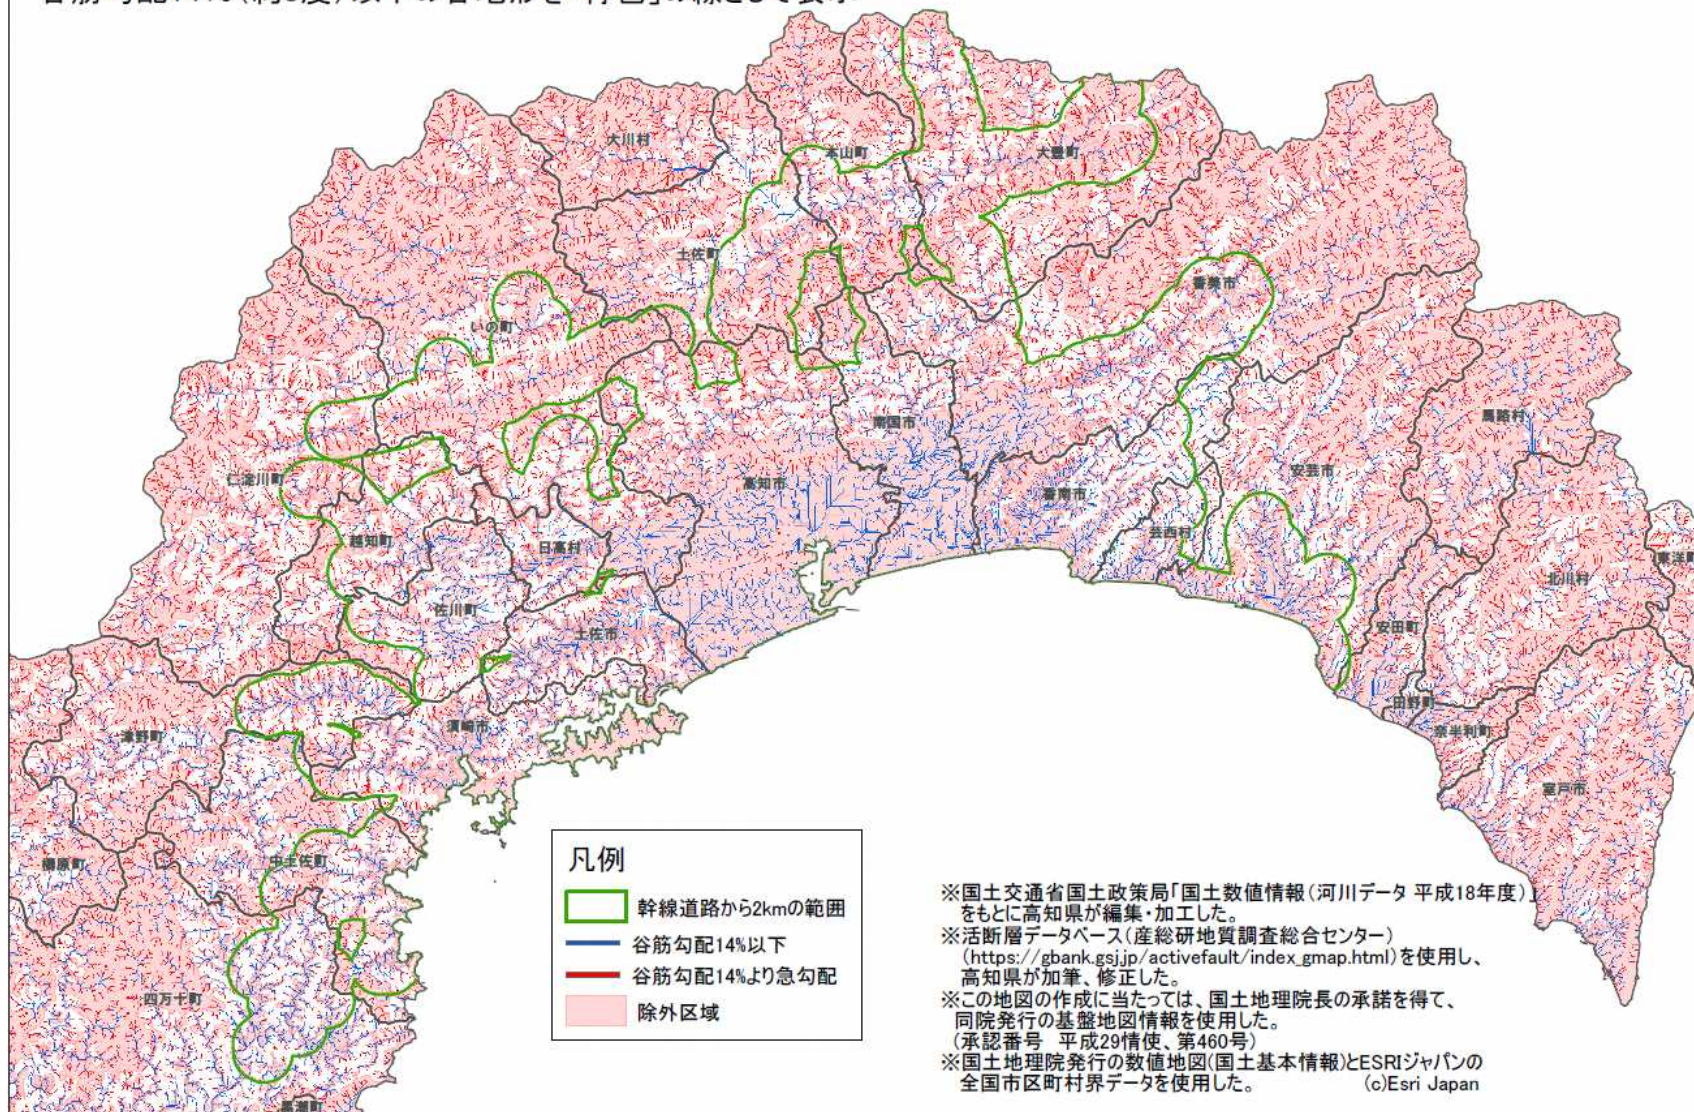 大川村
本山町
大豊町
土佐町
香美市
いの町
馬路村
南国市
安芸市
仁淀川町
高知市
香南市
越知町
日高村
芸西村
東洋町
北川村
佐川町
土佐市
安田町
田野町
須崎市
奈半利町
津野町
室戸市
中土佐町
梼原町
四万十町
黒潮町
凡例
幹線道路から2kmの範囲
谷筋勾配14%以下
谷筋勾配14%より急勾配
除外区域
※国土交通省国土政策局「国土数値情報(河川データ 平成18年度)」
をもとに高知県が編集・加工した。
※活断層データベース(産総研地質調査総合センター)
(https://gbank.gsj.jp/activefault/index_gmap.html)を使用し、
高知県が加筆、修正した。
※この地図の作成に当たっては、国土地理院長の承諾を得て、
同院発行の基盤地図情報を使用した。
(承認番号 平成29情使、第460号)
※国土地理院発行の数値地図(国土基本情報)とESRIジャパンの
全国市区町村界データを使用した。 (c)Esri Japan